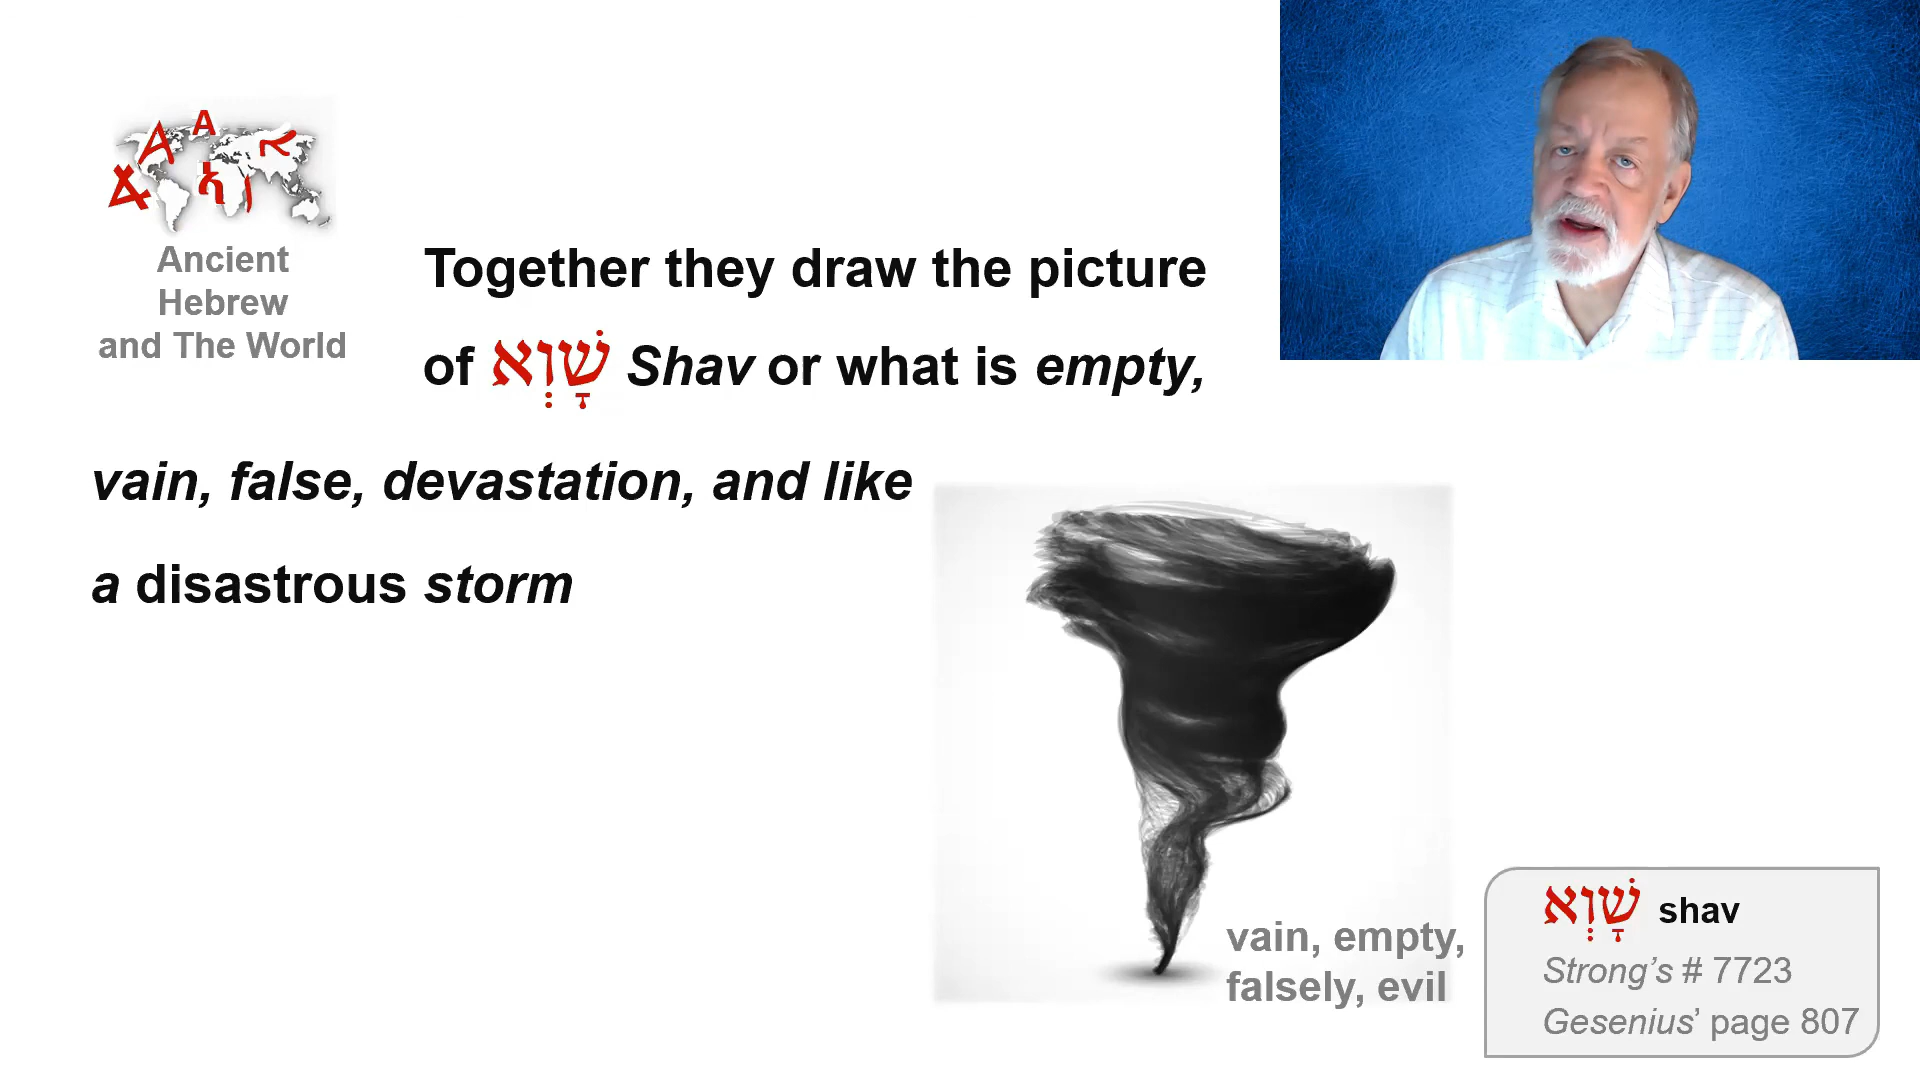 Ancient
Hebrew
and The World
Together they draw the picture
of שָׁוְא Shav or what is empty,
vain, false, devastation, and like
a disastrous storm
vain, empty,
falsely, evil
שָׁוְא shav
Strong’s # 7723
Gesenius’ page 807